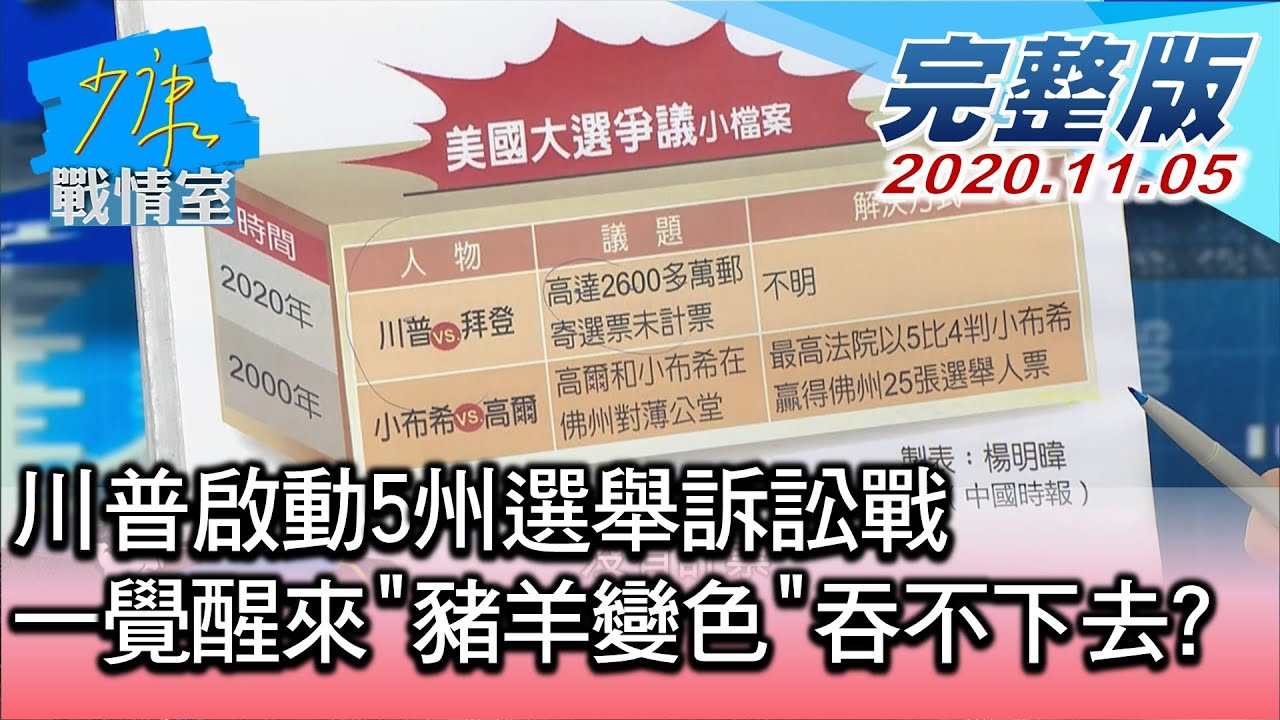 少康
戰情室
完整版
2020.11.05
美國大選爭議小檔案
時間
人物
議題
解決方式
2020年
川普vs.拜登
高達2600多萬郵
寄選票未計票
不明
2000年
小布希vs.高爾
高爾和小布希在
佛州對薄公堂
最高法院以5比4判小布希
贏得佛州25張選舉人票
製表：楊明暐
中國時報）
川普啟動5州選舉訴訟戰
一覺醒來"豬羊變色"吞不下去?